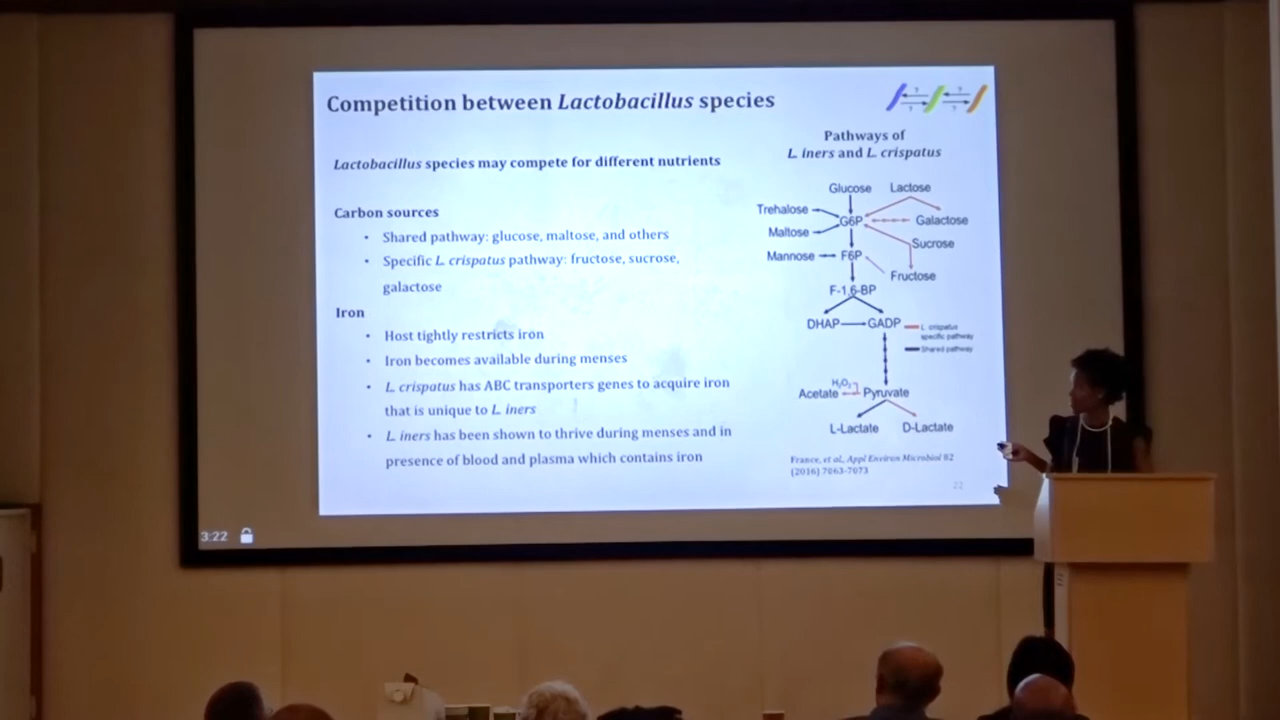 Competition between Lactobacillus species
? ?
? ?
Lactobacillus species may compete for different nutrients
Carbon sources
• Shared pathway: glucose, maltose, and others
• Specific L. crispatus pathway: fructose, sucrose,
galactose
Iron
• Host tightly restricts iron
• Iron becomes available during menses
• L. crispatus has ABC transporters genes to acquire iron
that is unique to L. iners
• L. iners has been shown to thrive during menses and in
presence of blood and plasma which contains iron
Pathways of
L. iners and L. crispatus
Glucose Lactose
Trehalose
G6P Galactose
Maltose
Sucrose
Mannose F6P
Fructose
F-1,6-BP
DHAP GADP
L. crispatus
specific pathway
Shared pathway
H₂O₂
Acetate Pyruvate
L-Lactate D-Lactate
France, et al, Appl Environ Microbiol 82
(2016) 7063-7073
22
3:22